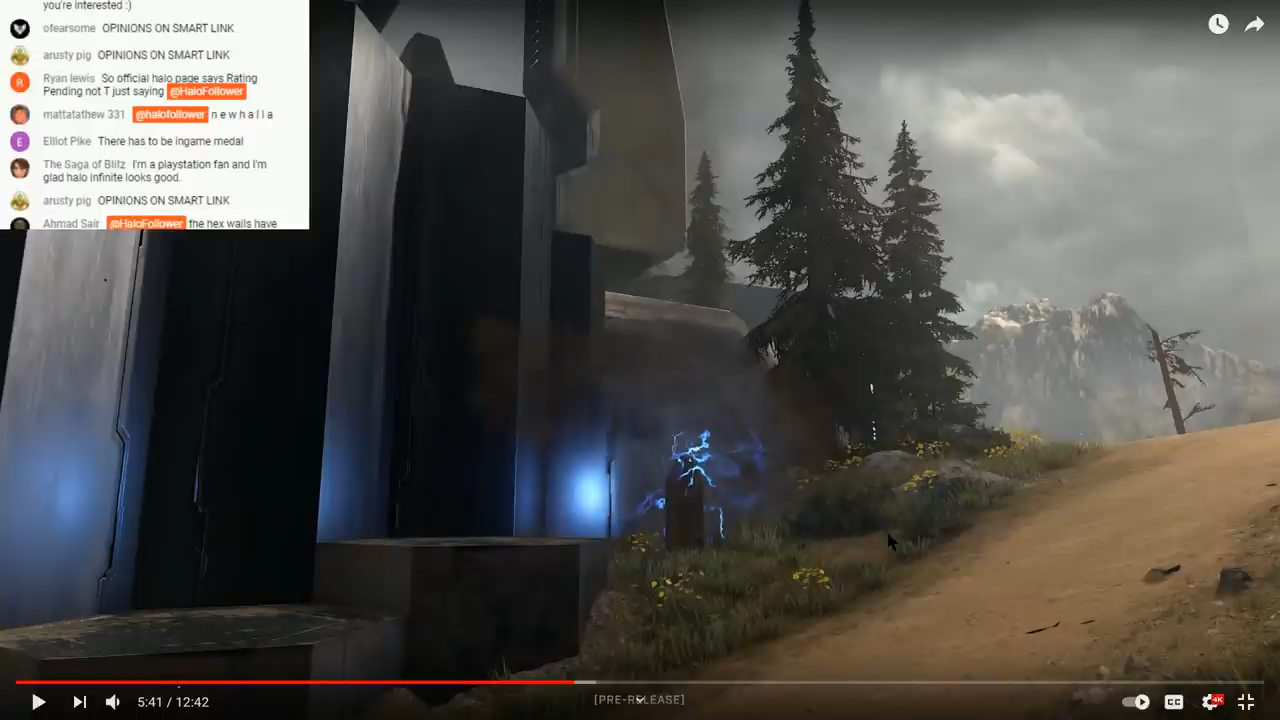 you're interested :)
ofearsome OPINIONS ON SMART LINK
arusty pig OPINIONS ON SMART LINK
R Ryan lewis So official halo page says Rating
Pending not T just saying @HaloFollower
mattatathew 331 @halofollower n e w h a l l a
E Elliot Pike There has to be ingame medal
The Saga of Blitz I'm a playstation fan and I'm
glad halo infinite looks good.
arusty pig OPINIONS ON SMART LINK
Ahmad Sair @HaloFollower the hex walls have
5:41 / 12:42
[PRE-RELEASE]
CC
4K